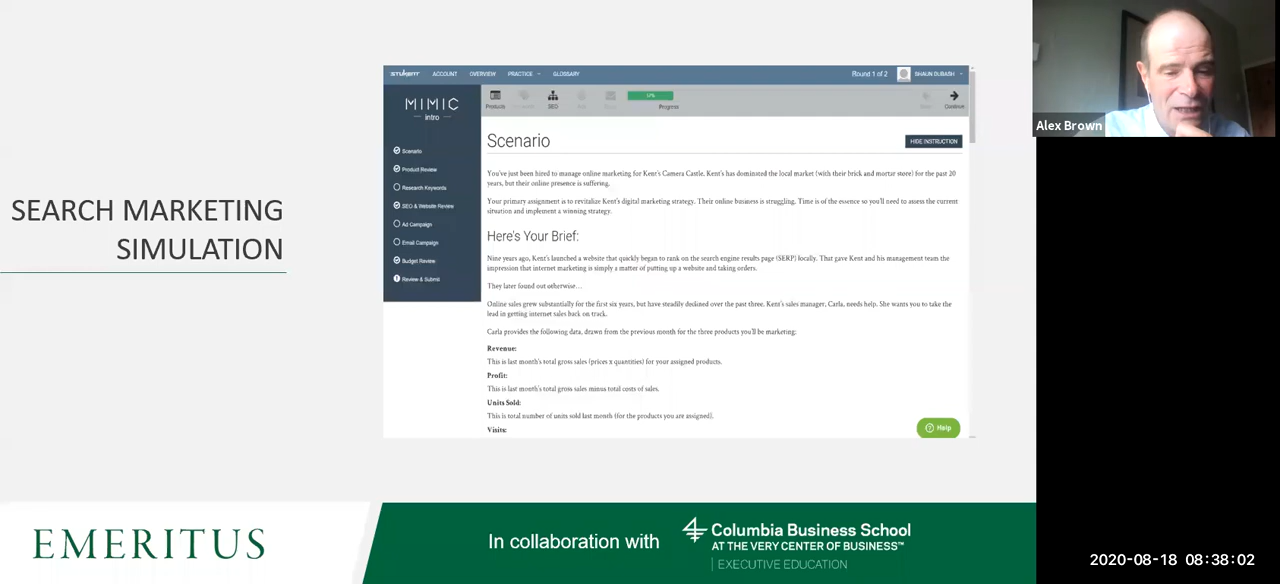 SEARCH MARKETING
SIMULATION
STUKENT ACCOUNT OVERVIEW PRACTICE GLOSSARY Round 1 of 2 SHAUN DUBASH
MIMIC
intro
Products
SEO
57%
Progress
Continue
Scenario
Product Review
Research Keywords
SEO & Website Review
Ad Campaign
Email Campaign
Budget Review
Review & Submit
Scenario
HIDE INSTRUCTION
You've just been hired to manage online marketing for Kent's Camera Castle. Kent's has dominated the local market (with their brick and mortar store) for the past 20
years, but their online presence is suffering.
Your primary assignment is to revitalize Kent's digital marketing strategy. Their online business is struggling. Time is of the essence so you'll need to assess the current
situation and implement a winning strategy.
Here's Your Brief:
Nine years ago, Kent's launched a website that quickly began to rank on the search engine results page (SERP) locally. That gave Kent and his management team the
impression that internet marketing is simply a matter of putting up a website and taking orders.
They later found out otherwise...
Online sales grew substantially for the first six years, but have steadily declined over the past three. Kent's sales manager, Carla, needs help. She wants you to take the
lead in getting internet sales back on track.
Carla provides the following data, drawn from the previous month for the three products you'll be marketing:
Revenue:
This is last month's total gross sales (prices x quantities) for your assigned products.
Profit:
This is last month's total gross sales minus total costs of sales.
Units Sold:
This is total number of units sold last month (for the products you are assigned).
Visits:
Help
Alex Brown
EMERITUS
In collaboration with
Columbia Business School
AT THE VERY CENTER OF BUSINESS™
EXECUTIVE EDUCATION
2020-08-18 08:38:02